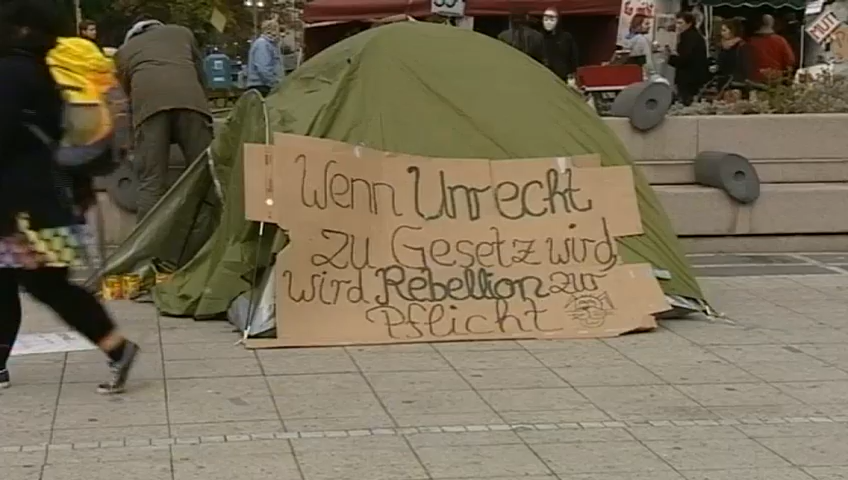 Wenn Unrecht
zu Gesetz wird
wird Rebellion zur
Pflicht